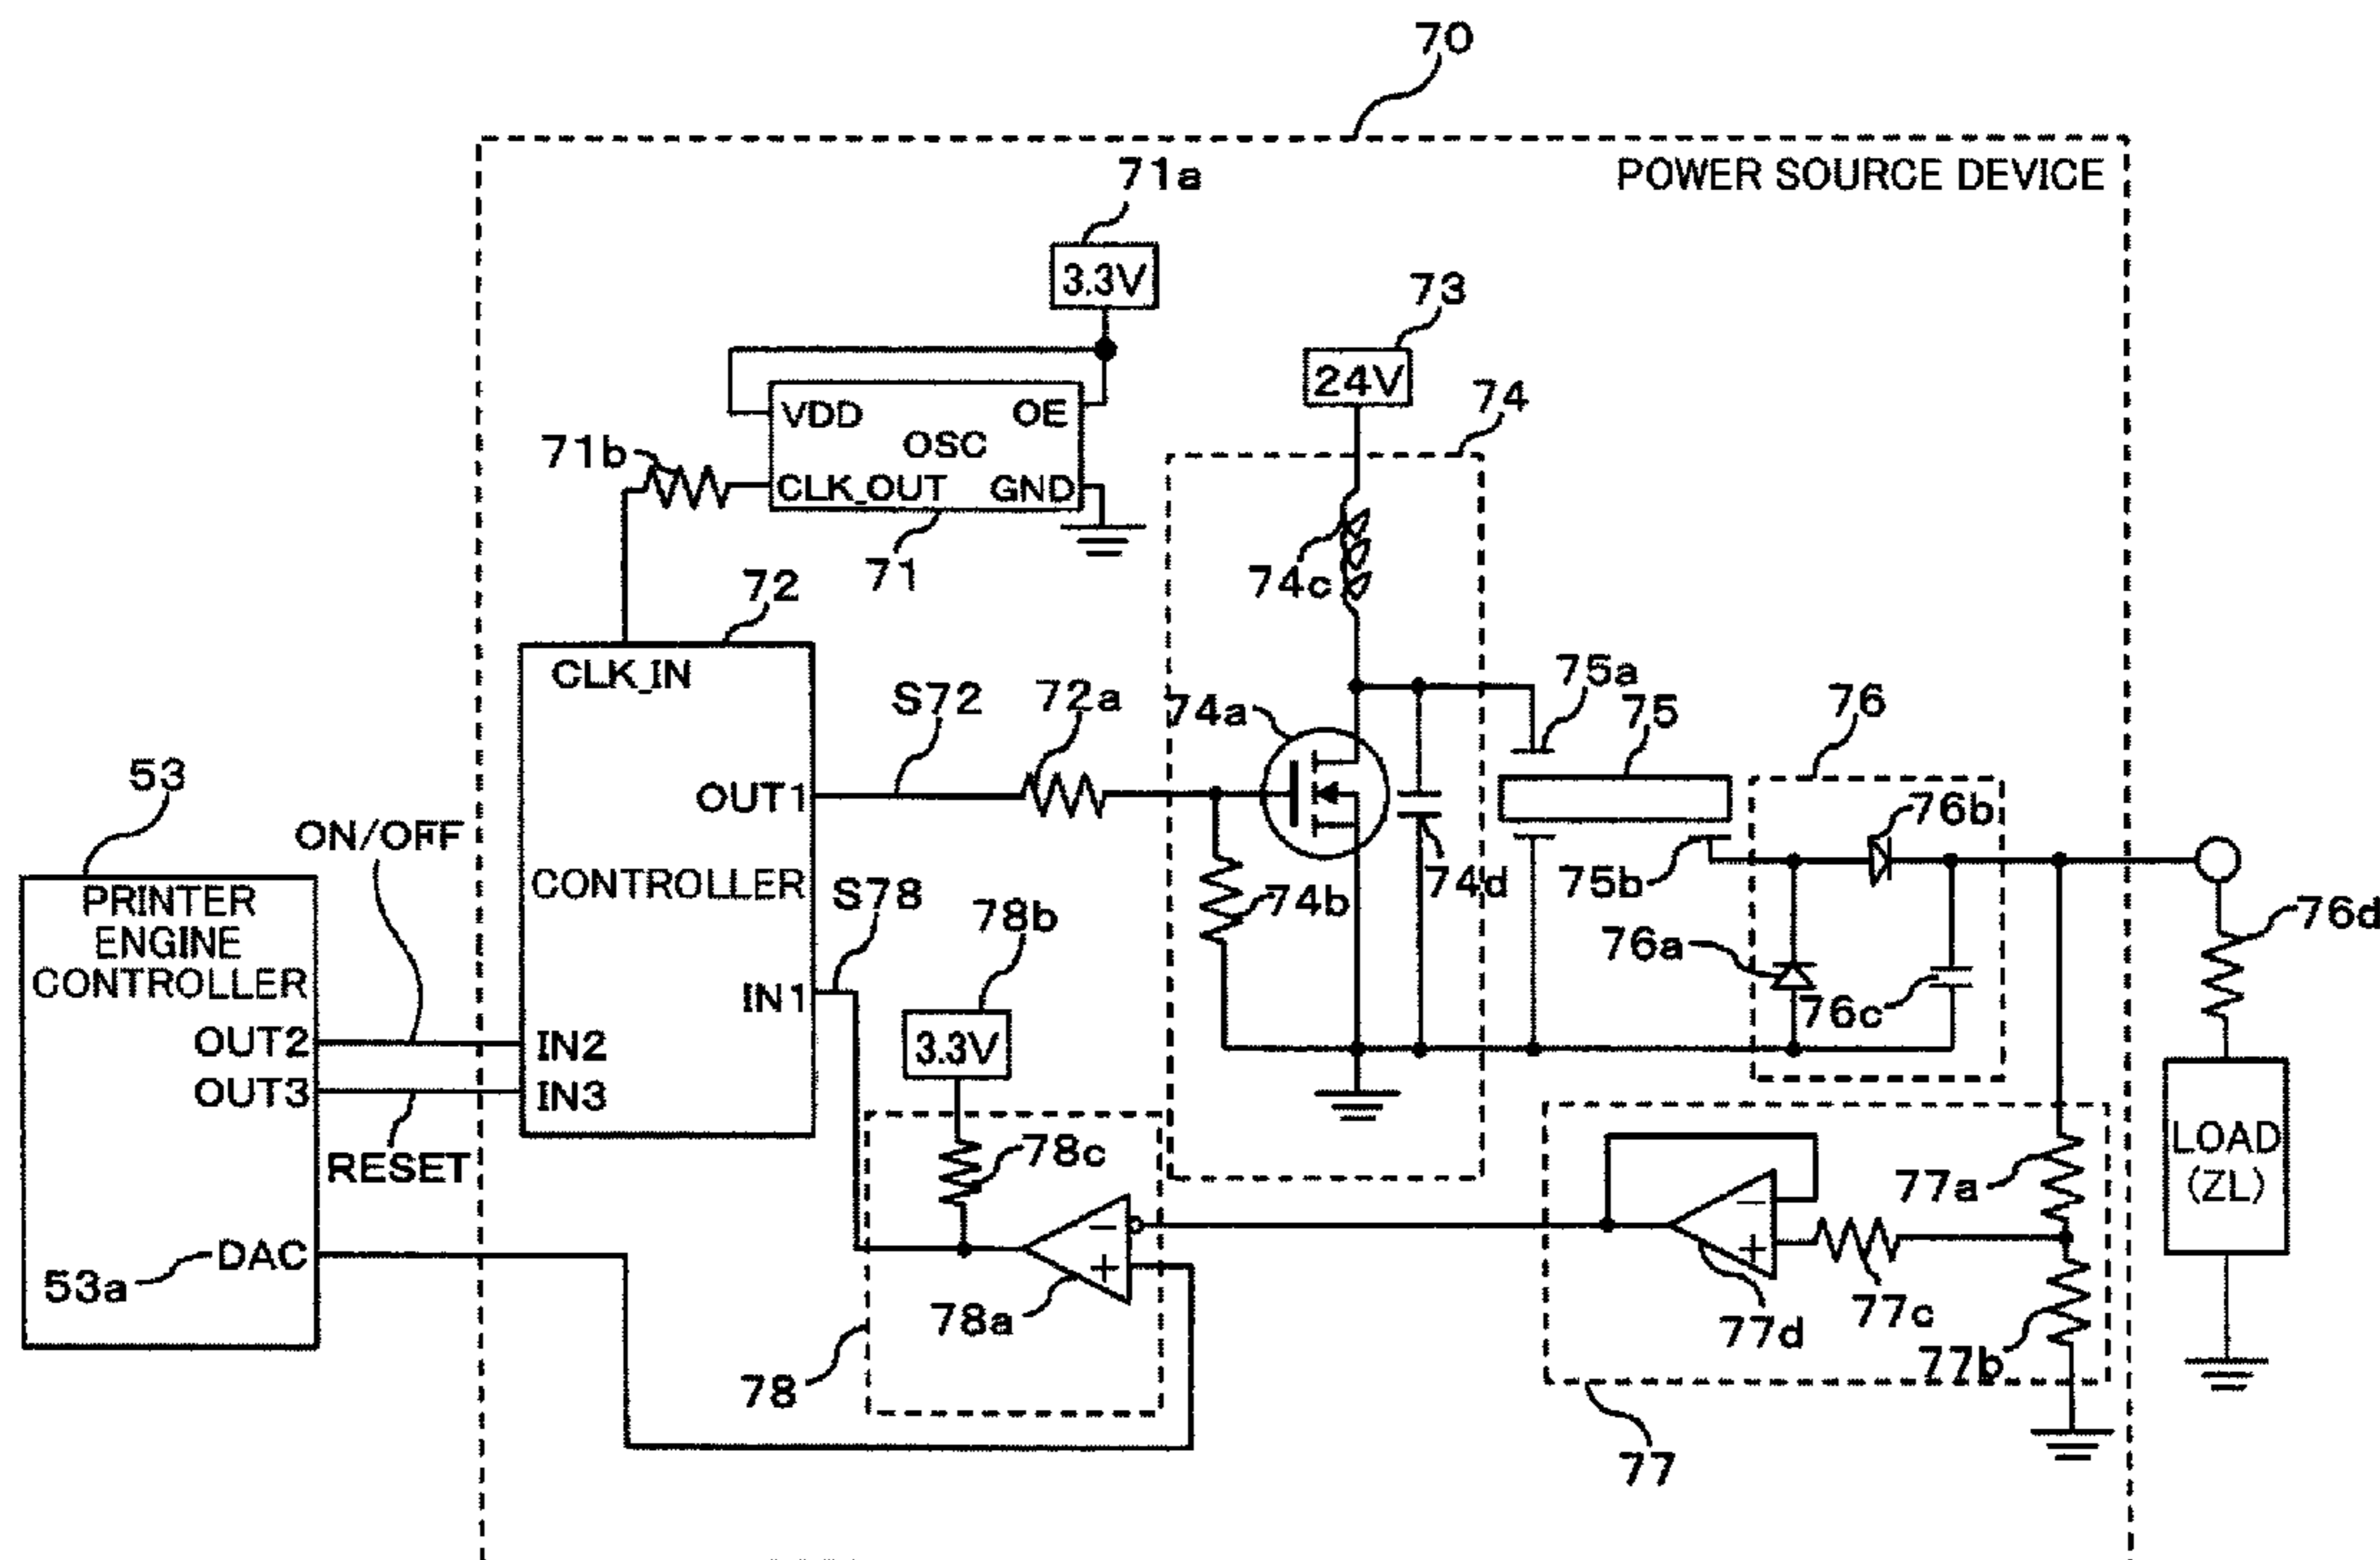 70
POWER SOURCE DEVICE
71a
3.3V
73
24V
74
VDD
OE
OSC
71b
CLK_OUT
GND
71
74c
72
CLK_IN
S72
72a
74a
75a
75
76
53
ON/OFF
OUT1
76b
PRINTER
ENGINE
CONTROLLER
CONTROLLER
S78
78b
74b
74d
75b
76d
76a
76c
IN1
3.3V
OUT2
IN2
OUT3
IN3
RESET
78c
77a
LOAD
(ZL)
DAC
53a
−
+
78a
−
+
77d
77c
77b
78
77